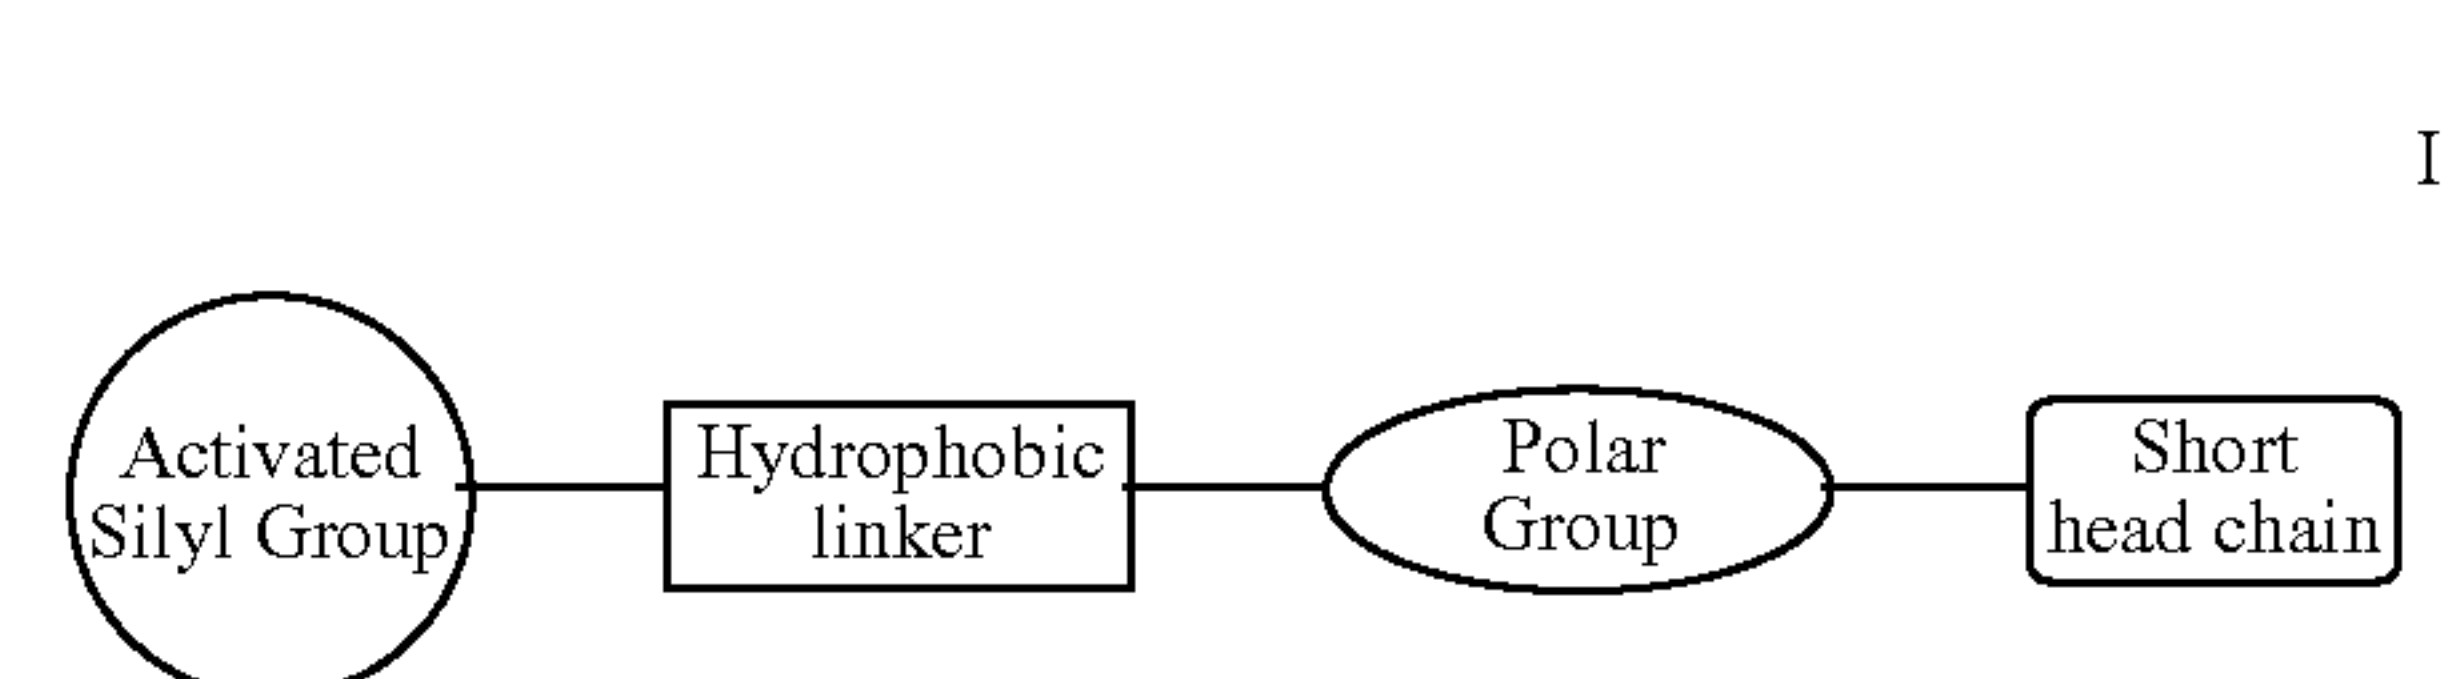 I
Activated
Silyl Group
Hydrophobic
linker
Polar
Group
Short
head chain